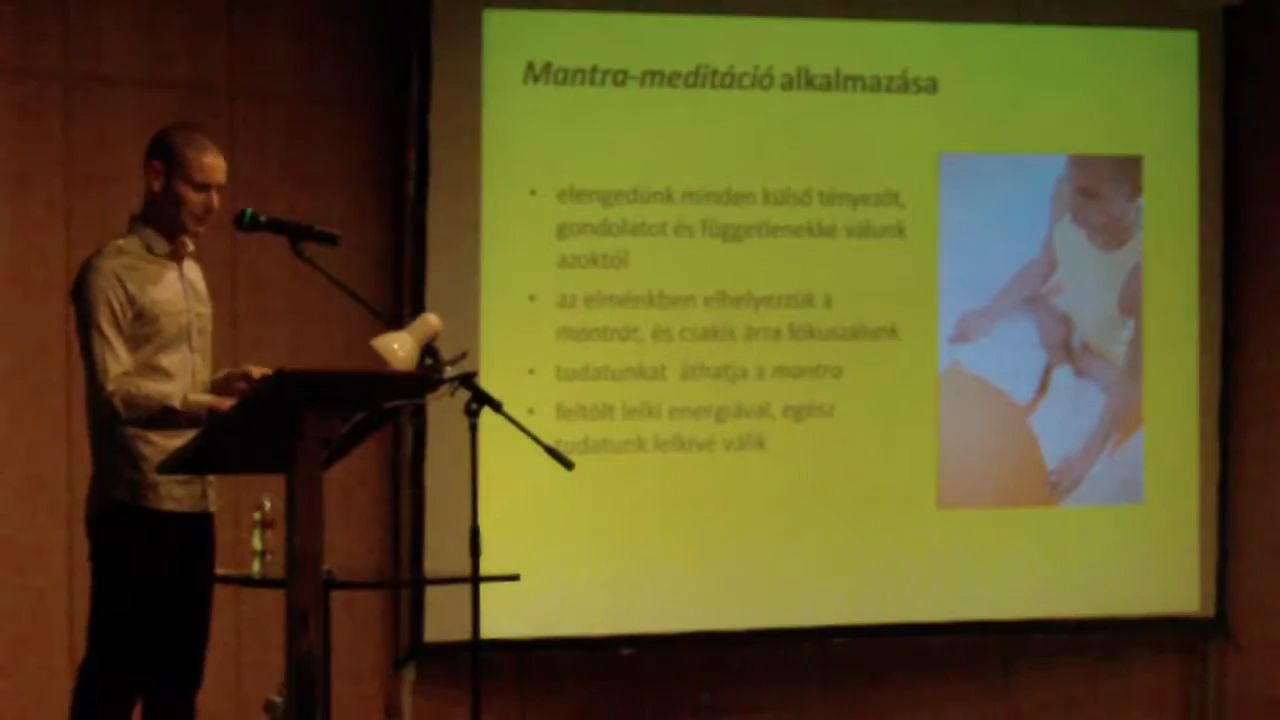 Mantra-meditáció alkalmazása
• elengedünk minden külső tényezőt,
gondolatot és függetlenekké válunk
azoktól
• az elménkben elhelyezzük a
mantrát, és csakis arra fókuszálunk
• tudatunkat áthatja a mantra
• feltölt lelki energiával, egész
tudatunk lelkivé válik